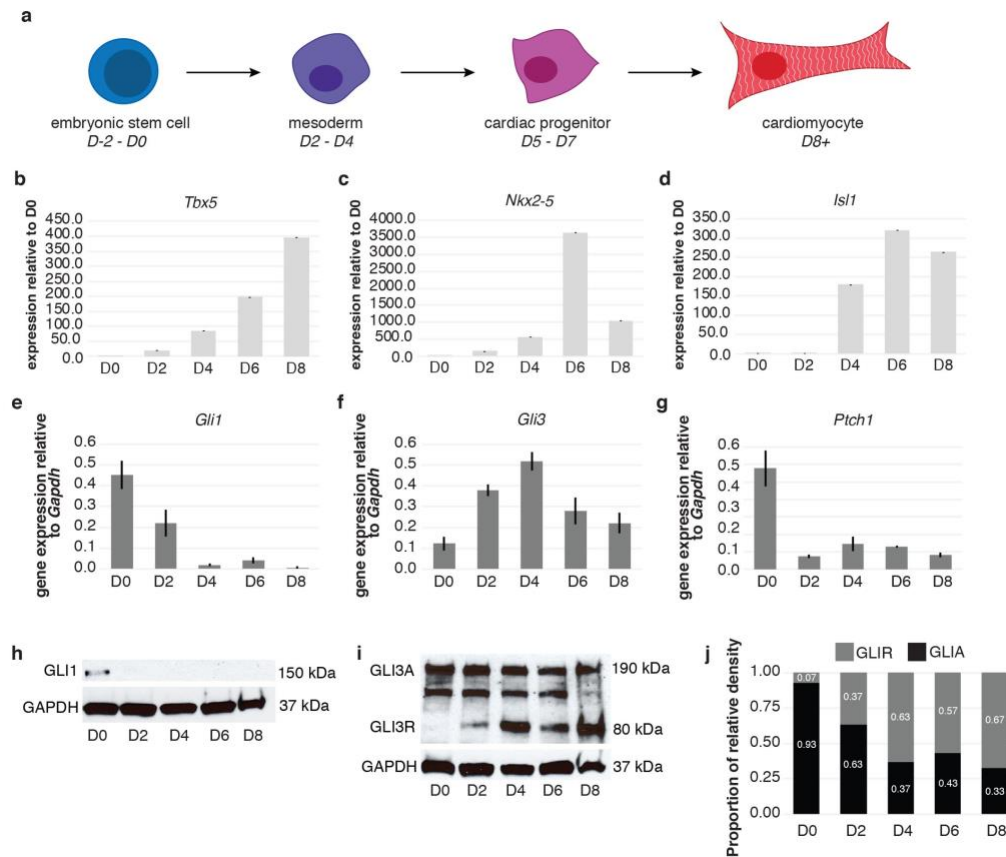 a
embryonic stem cell
D-2 - D0
mesoderm
D2 - D4
cardiac progenitor
D5 - D7
cardiomyocyte
D8+
b
Tbx5
expression relative to D0
450.0
400.0
350.0
300.0
250.0
200.0
150.0
100.0
50.0
0.0
D0 D2 D4 D6 D8
c
Nkx2-5
expression relative to D0
4000.0
3500.0
3000.0
2500.0
2000.0
1500.0
1000.0
500.0
0.0
D0 D2 D4 D6 D8
d
Isl1
expression relative to D0
350.0
300.0
250.0
200.0
150.0
100.0
50.0
0.0
D0 D2 D4 D6 D8
e
Gli1
gene expression relative
to Gapdh
0.6
0.5
0.4
0.3
0.2
0.1
0.0
D0 D2 D4 D6 D8
f
Gli3
gene expression relative
to Gapdh
0.6
0.5
0.4
0.3
0.2
0.1
0.0
D0 D2 D4 D6 D8
g
Ptch1
gene expression relative
to Gapdh
0.6
0.5
0.4
0.3
0.2
0.1
0.0
D0 D2 D4 D6 D8
h
GLI1 150 kDa
GAPDH 37 kDa
D0 D2 D4 D6 D8
i
GLI3A 190 kDa
GLI3R 80 kDa
GAPDH 37 kDa
D0 D2 D4 D6 D8
j
GLIR GLIA
Proportion of relative density
1.00
0.75
0.50
0.25
0.00
0.07 0.37 0.63 0.57 0.67
0.93 0.63 0.37 0.43 0.33
D0 D2 D4 D6 D8